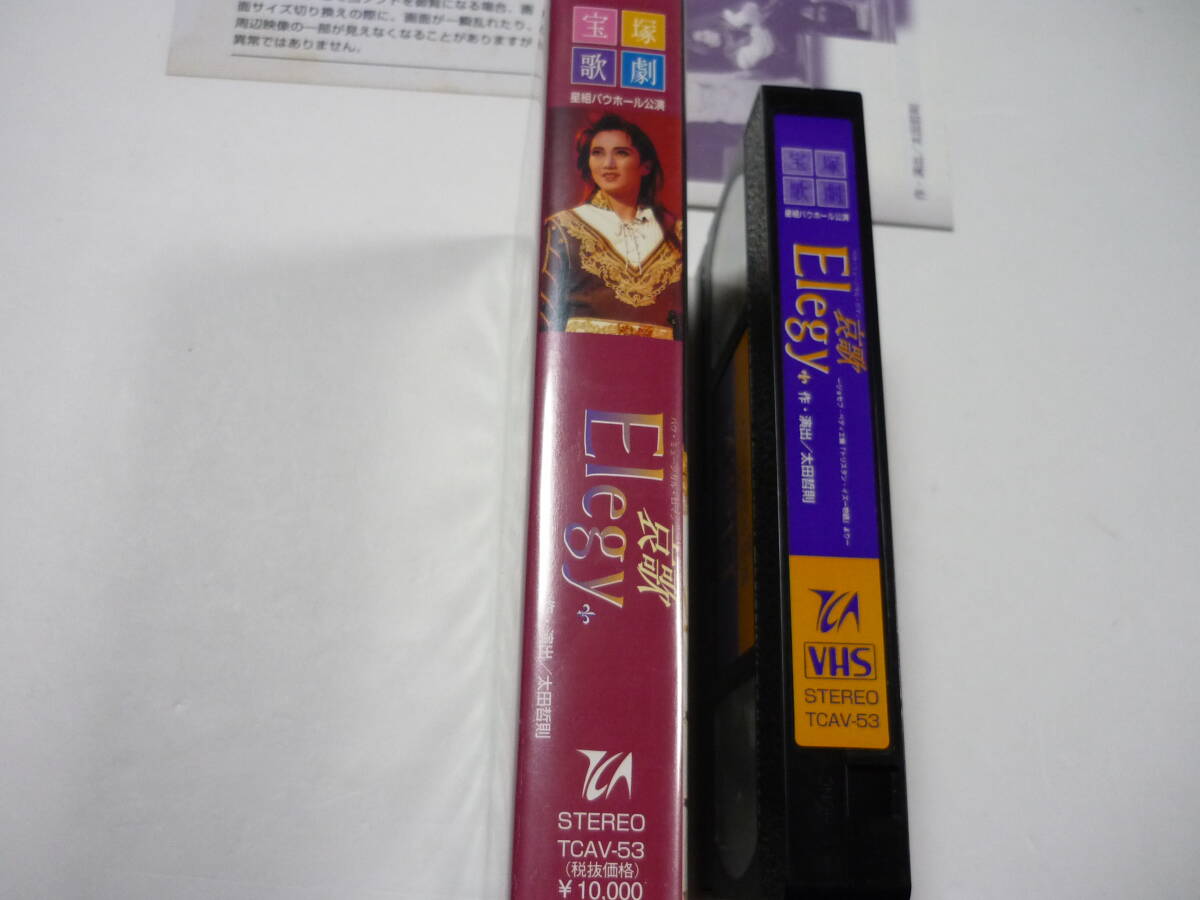 面サイズ切り換えの際に、画面が一瞬乱れたり、
周辺映像の一部が見えなくなることがありますが
異常ではありません。
宝塚
歌劇
星組バウホール公演
Elegy
哀歌
作・演出／太田哲則
STEREO
TCAV-53
(税抜価格)
¥10,000
宝塚
歌劇
星組バウホール公演
Elegy
哀歌
作・演出／太田哲則
VHS
STEREO
TCAV-53